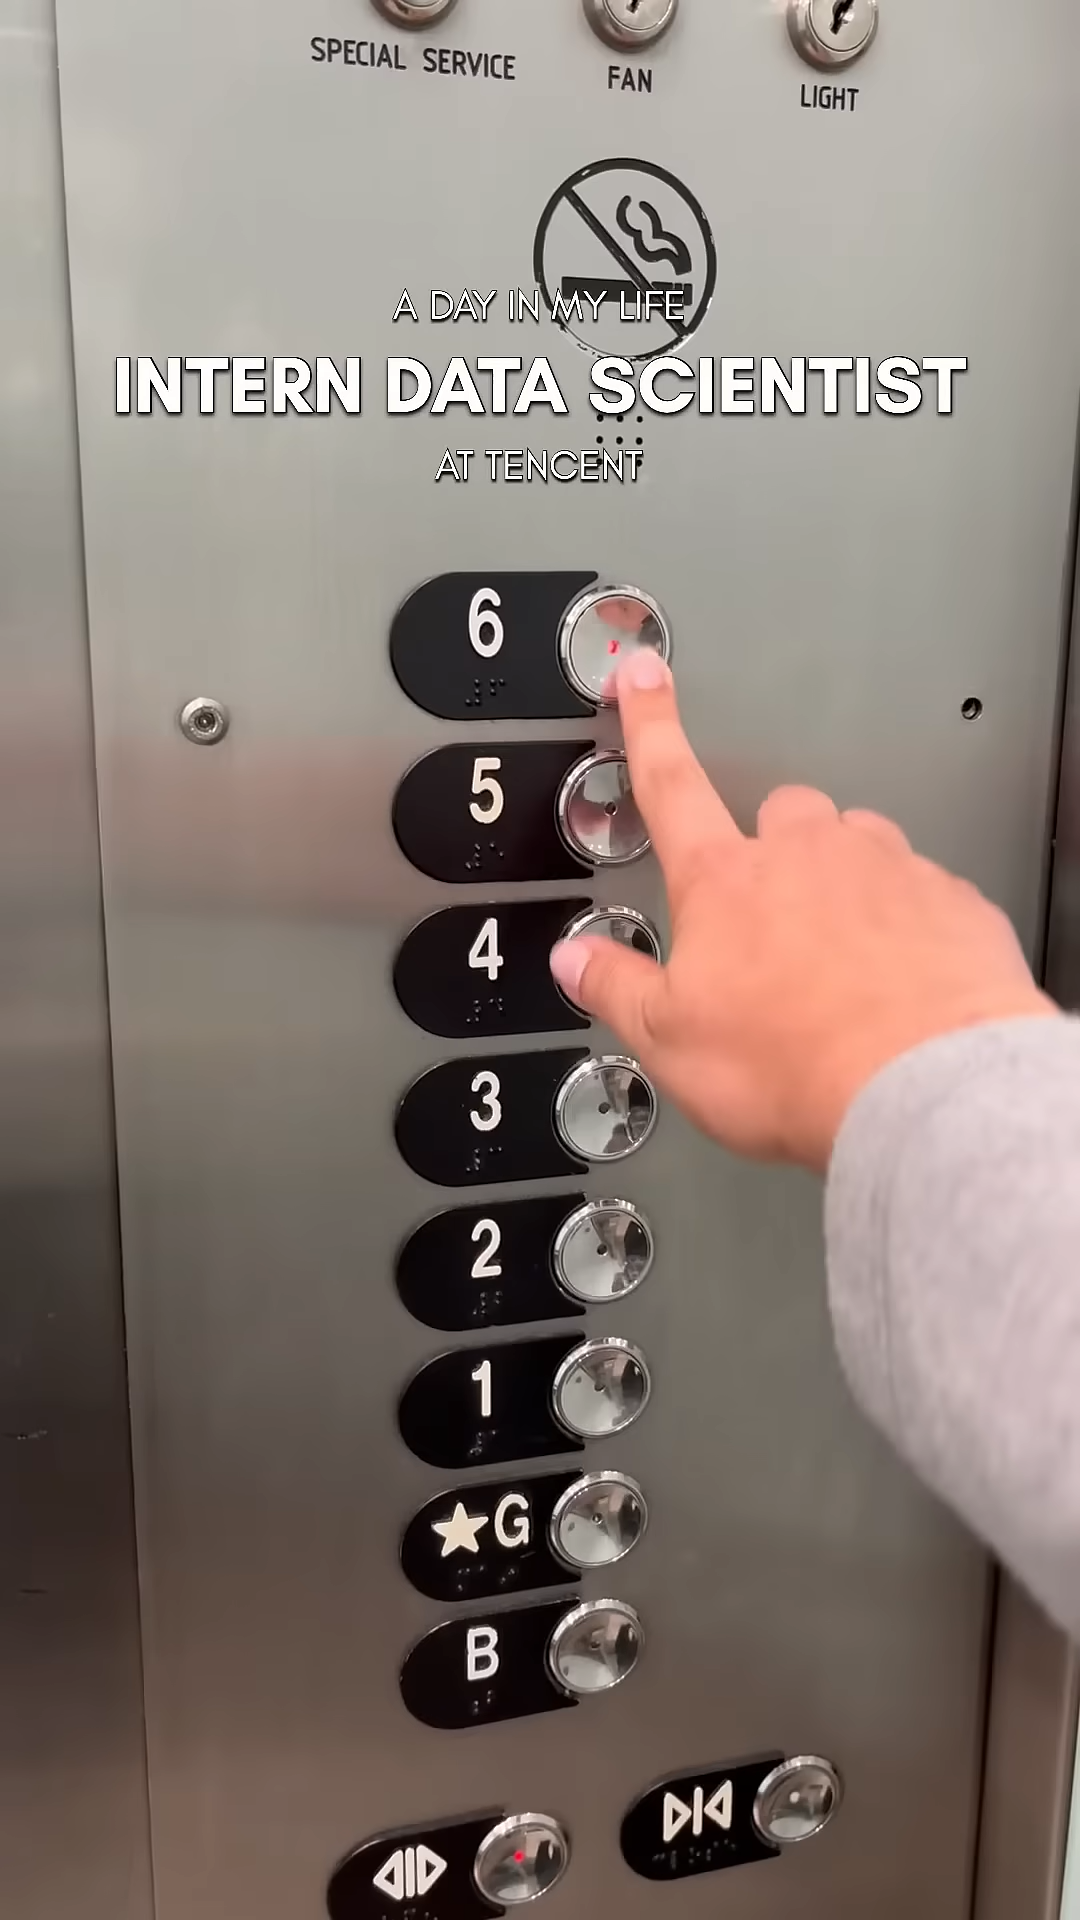 SPECIAL SERVICE
FAN
LIGHT
A DAY IN MY LIFE
INTERN DATA SCIENTIST
AT TENCENT
6
5
4
3
2
1
★G
B